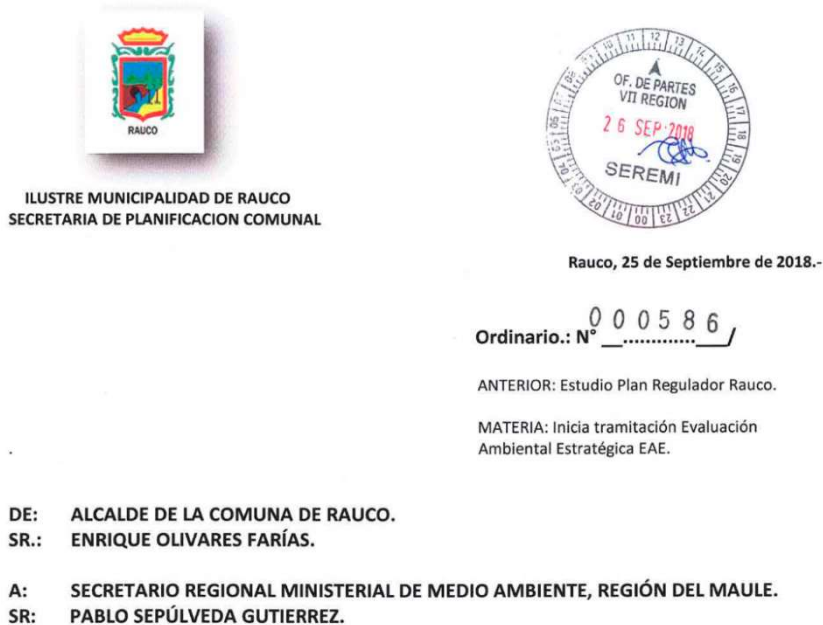 RAUCO
ILUSTRE MUNICIPALIDAD DE RAUCO
SECRETARIA DE PLANIFICACION COMUNAL
OF. DE PARTES
VII REGION
26 SEP 2018
SEREMI
Rauco, 25 de Septiembre de 2018.-
Ordinario.: N° 000586/
ANTERIOR: Estudio Plan Regulador Rauco.
MATERIA: Inicia tramitación Evaluación
Ambiental Estratégica EAE.
DE: ALCALDE DE LA COMUNA DE RAUCO.
SR.: ENRIQUE OLIVARES FARÍAS.
A: SECRETARIO REGIONAL MINISTERIAL DE MEDIO AMBIENTE, REGIÓN DEL MAULE.
SR: PABLO SEPÚLVEDA GUTIERREZ.